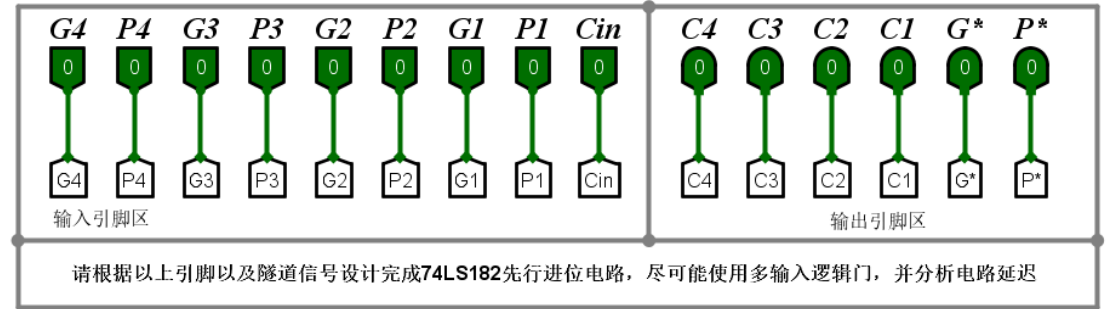 G4 P4 G3 P3 G2 P2 G1 P1 Cin C4 C3 C2 C1 G* P*
0 0 0 0 0 0 0 0 0 0 0 0 0 0 0
G4 P4 G3 P3 G2 P2 G1 P1 Cin C4 C3 C2 C1 G* P*
输入引脚区 输出引脚区
请根据以上引脚以及隧道信号设计完成74LS182先行进位电路，尽可能使用多输入逻辑门，并分析电路延迟